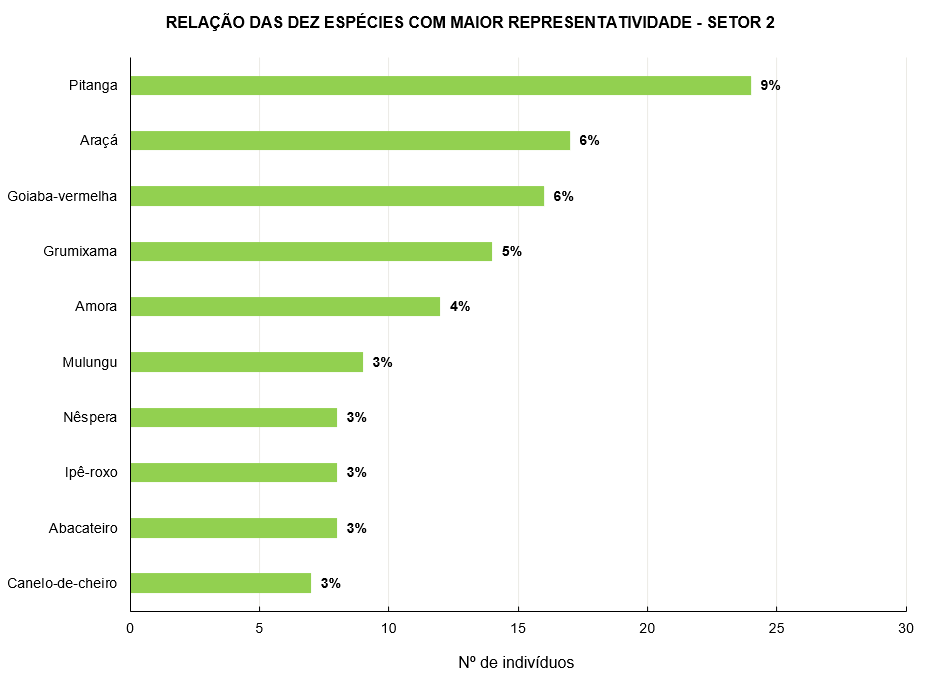 RELAÇÃO DAS DEZ ESPÉCIES COM MAIOR REPRESENTATIVIDADE - SETOR 2
Pitanga 9%
Araçá 6%
Goiaba-vermelha 6%
Grumixama 5%
Amora 4%
Mulungu 3%
Nêspera 3%
Ipê-roxo 3%
Abacateiro 3%
Canelo-de-cheiro 3%
0 5 10 15 20 25 30
Nº de indivíduos